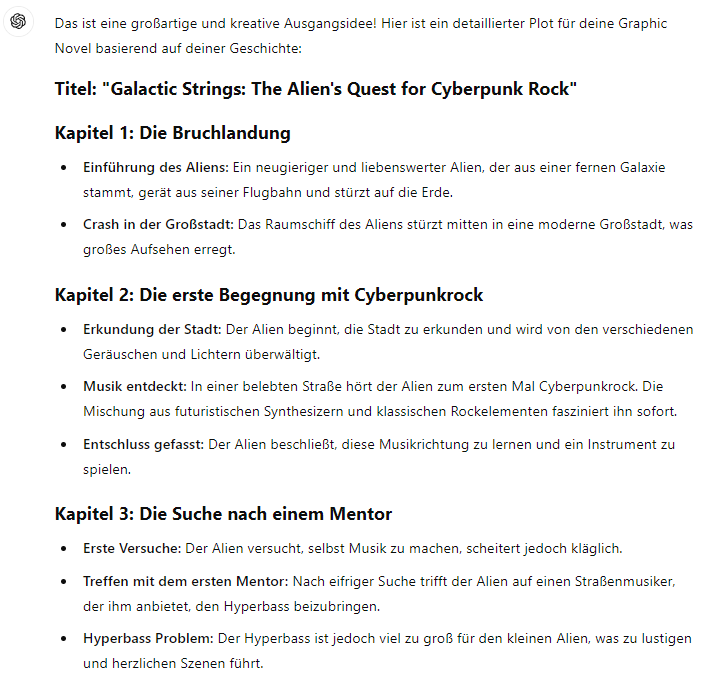 Das ist eine großartige und kreative Ausgangsidee! Hier ist ein detaillierter Plot für deine Graphic
Novel basierend auf deiner Geschichte:
Titel: "Galactic Strings: The Alien's Quest for Cyberpunk Rock"
Kapitel 1: Die Bruchlandung
• Einführung des Aliens: Ein neugieriger und liebenswerter Alien, der aus einer fernen Galaxie
stammt, gerät aus seiner Flugbahn und stürzt auf die Erde.
• Crash in der Großstadt: Das Raumschiff des Aliens stürzt mitten in eine moderne Großstadt, was
großes Aufsehen erregt.
Kapitel 2: Die erste Begegnung mit Cyberpunkrock
• Erkundung der Stadt: Der Alien beginnt, die Stadt zu erkunden und wird von den verschiedenen
Geräuschen und Lichtern überwältigt.
• Musik entdeckt: In einer belebten Straße hört der Alien zum ersten Mal Cyberpunkrock. Die
Mischung aus futuristischen Synthesizern und klassischen Rockelementen fasziniert ihn sofort.
• Entschluss gefasst: Der Alien beschließt, diese Musikrichtung zu lernen und ein Instrument zu
spielen.
Kapitel 3: Die Suche nach einem Mentor
• Erste Versuche: Der Alien versucht, selbst Musik zu machen, scheitert jedoch kläglich.
• Treffen mit dem ersten Mentor: Nach eifriger Suche trifft der Alien auf einen Straßenmusiker,
der ihm anbietet, den Hyperbass beizubringen.
• Hyperbass Problem: Der Hyperbass ist jedoch viel zu groß für den kleinen Alien, was zu lustigen
und herzlichen Szenen führt.